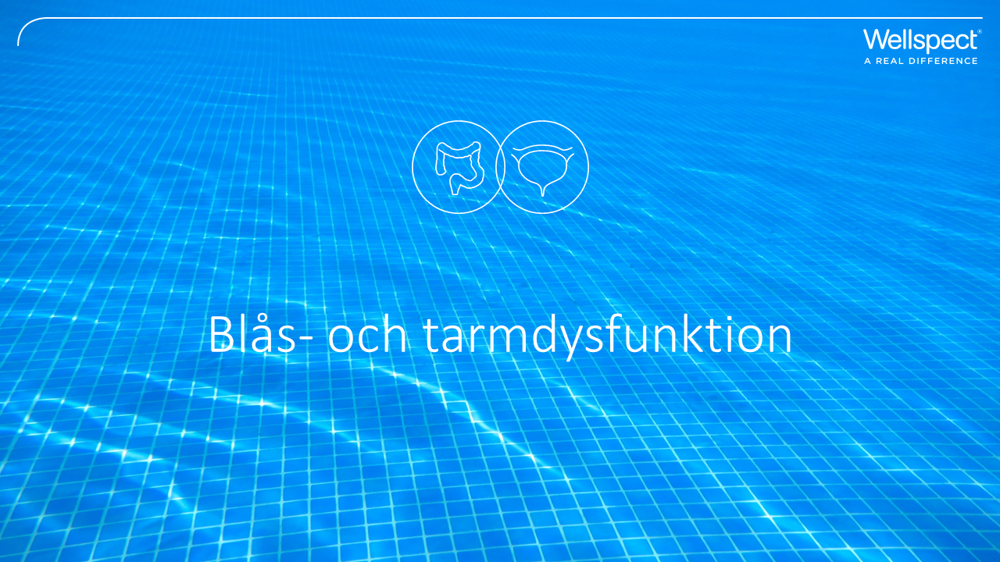 Wellspect®
A REAL DIFFERENCE
Blås- och tarmdysfunktion